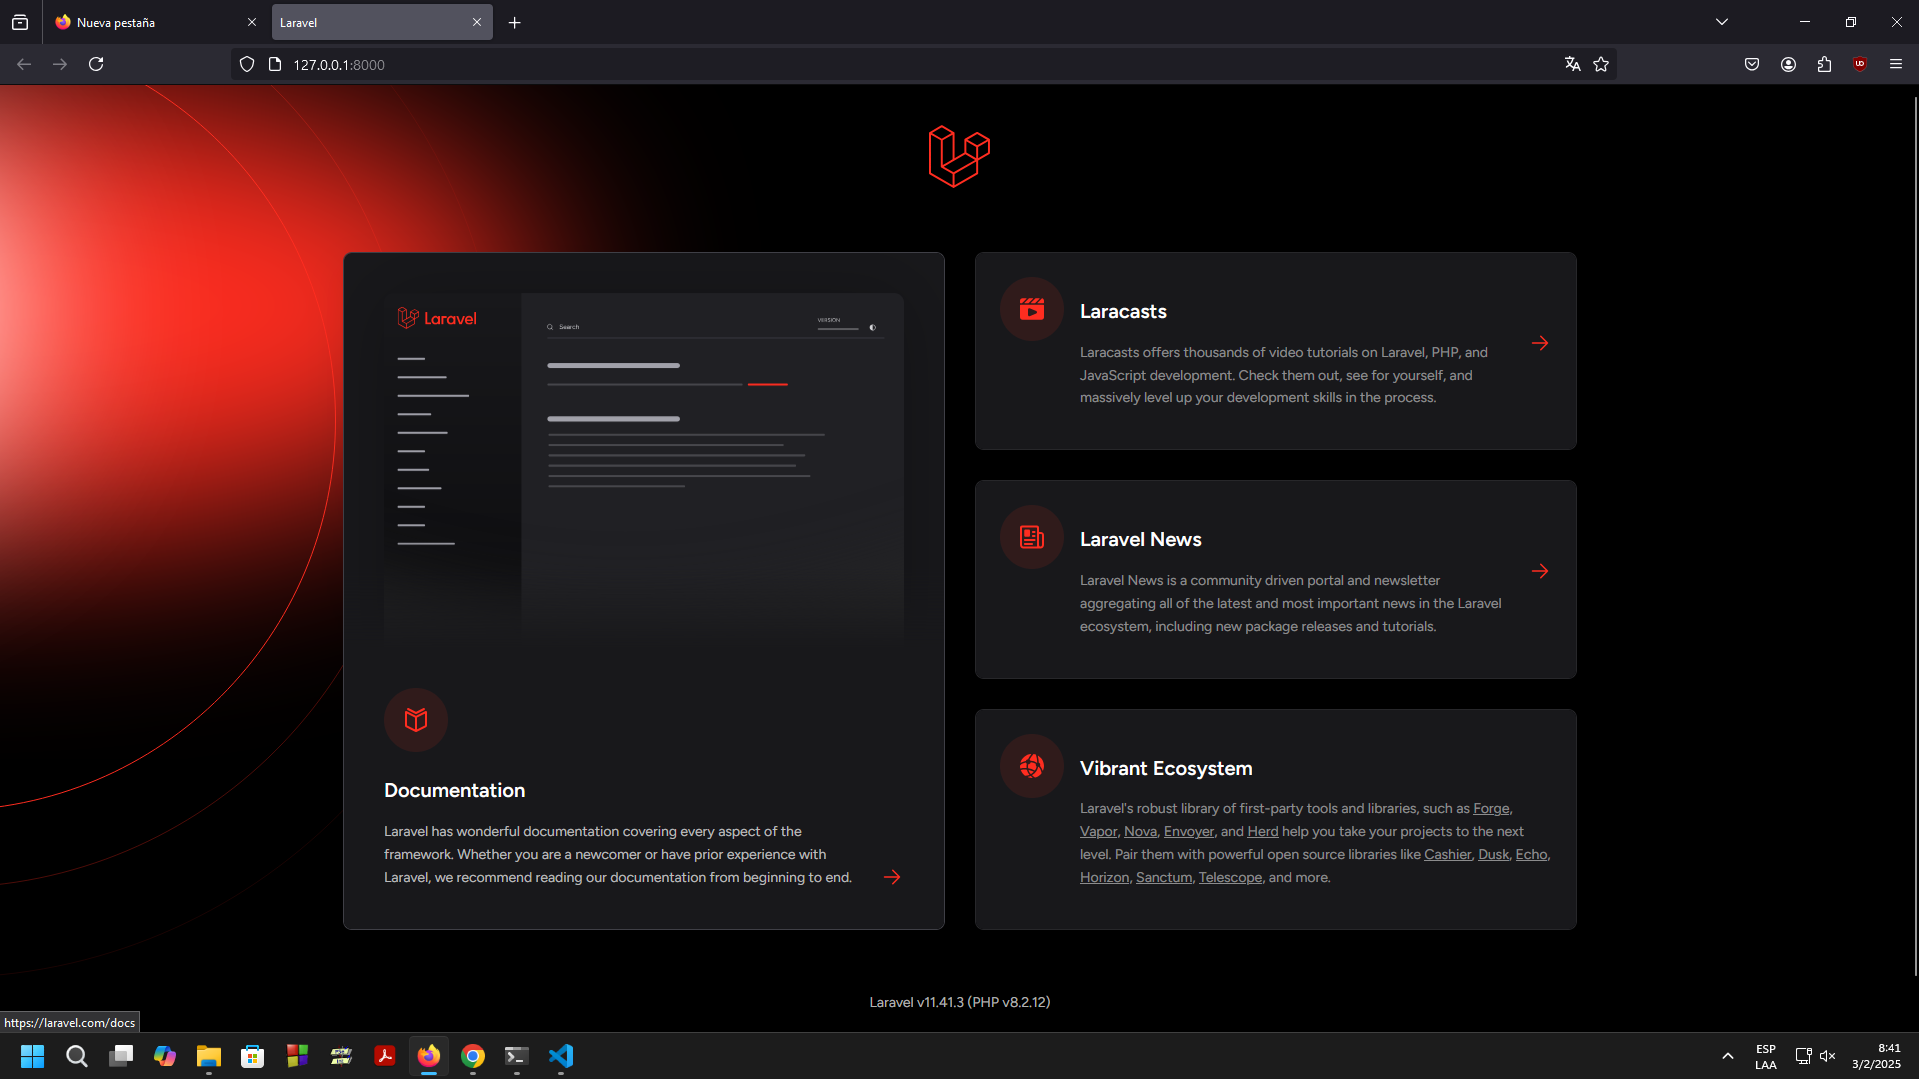 Nueva pestaña
Laravel
127.0.0.1:8000
Laravel
Search
VERSION
Documentation
Laravel has wonderful documentation covering every aspect of the
framework. Whether you are a newcomer or have prior experience with
Laravel, we recommend reading our documentation from beginning to end.
Laracasts
Laracasts offers thousands of video tutorials on Laravel, PHP, and
JavaScript development. Check them out, see for yourself, and
massively level up your development skills in the process.
Laravel News
Laravel News is a community driven portal and newsletter
aggregating all of the latest and most important news in the Laravel
ecosystem, including new package releases and tutorials.
Vibrant Ecosystem
Laravel's robust library of first-party tools and libraries, such as Forge,
Vapor, Nova, Envoyer, and Herd help you take your projects to the next
level. Pair them with powerful open source libraries like Cashier, Dusk, Echo,
Horizon, Sanctum, Telescope, and more.
Laravel v11.41.3 (PHP v8.2.12)
https://laravel.com/docs
ESP
LAA
8:41
3/2/2025